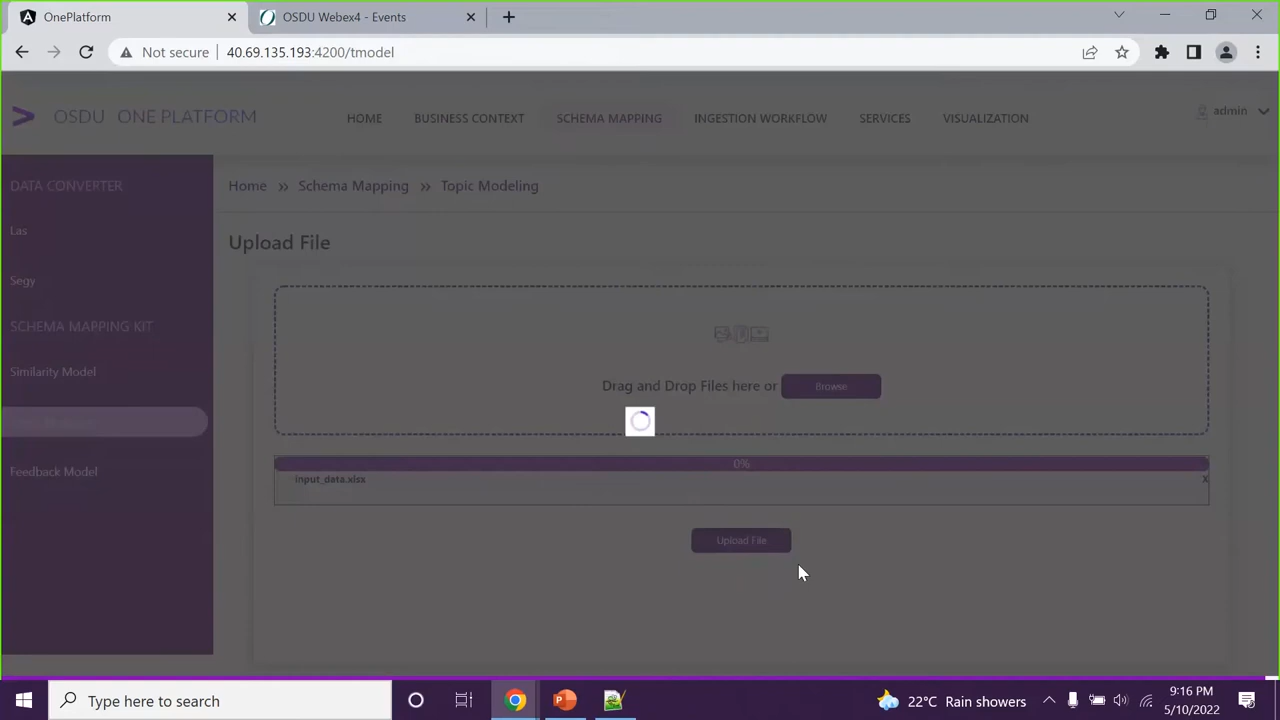 OnePlatform
OSDU Webex4 - Events
Not secure
40.69.135.193:4200/tmodel
OSDU ONE PLATFORM
HOME
BUSINESS CONTEXT
SCHEMA MAPPING
INGESTION WORKFLOW
SERVICES
VISUALIZATION
admin
DATA CONVERTER
Las
Segy
SCHEMA MAPPING KIT
Similarity Model
Feedback Model
Home » Schema Mapping » Topic Modeling
Upload File
Drag and Drop Files here or
Browse
0%
input_data.xlsx
X
Upload File
Type here to search
22°C Rain showers
9:16 PM
5/10/2022